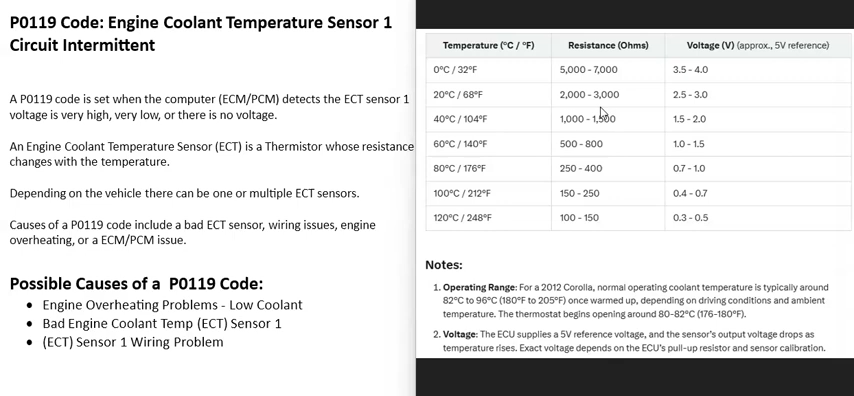 P0119 Code: Engine Coolant Temperature Sensor 1
Circuit Intermittent
A P0119 code is set when the computer (ECM/PCM) detects the ECT sensor 1
voltage is very high, very low, or there is no voltage.
An Engine Coolant Temperature Sensor (ECT) is a Thermistor whose resistance
changes with the temperature.
Depending on the vehicle there can be one or multiple ECT sensors.
Causes of a P0119 code include a bad ECT sensor, wiring issues, engine
overheating, or a ECM/PCM issue.
Possible Causes of a  P0119 Code:
• Engine Overheating Problems - Low Coolant
• Bad Engine Coolant Temp (ECT) Sensor 1
• (ECT) Sensor 1 Wiring Problem
Temperature (°C / °F) Resistance (Ohms) Voltage (V) (approx., 5V reference)
0°C / 32°F 5,000 - 7,000 3.5 - 4.0
20°C / 68°F 2,000 - 3,000 2.5 - 3.0
40°C / 104°F 1,000 - 1,500 1.5 - 2.0
60°C / 140°F 500 - 800 1.0 - 1.5
80°C / 176°F 250 - 400 0.7 - 1.0
100°C / 212°F 150 - 250 0.4 - 0.7
120°C / 248°F 100 - 150 0.3 - 0.5
Notes:
1. Operating Range: For a 2012 Corolla, normal operating coolant temperature is typically around
82°C to 96°C (180°F to 205°F) once warmed up, depending on driving conditions and ambient
temperature. The thermostat begins opening around 80-82°C (176-180°F).
2. Voltage: The ECU supplies a 5V reference voltage, and the sensor's output voltage drops as
temperature rises. Exact voltage depends on the ECU's pull-up resistor and sensor calibration.